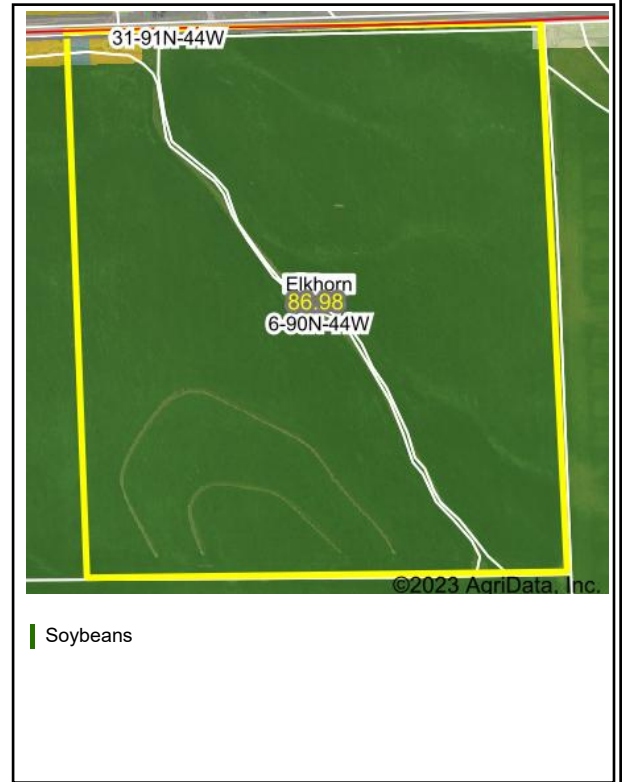 31-91N-44W
Elkhorn
86.98
6-90N-44W
©2023 AgriData, Inc.
Soybeans